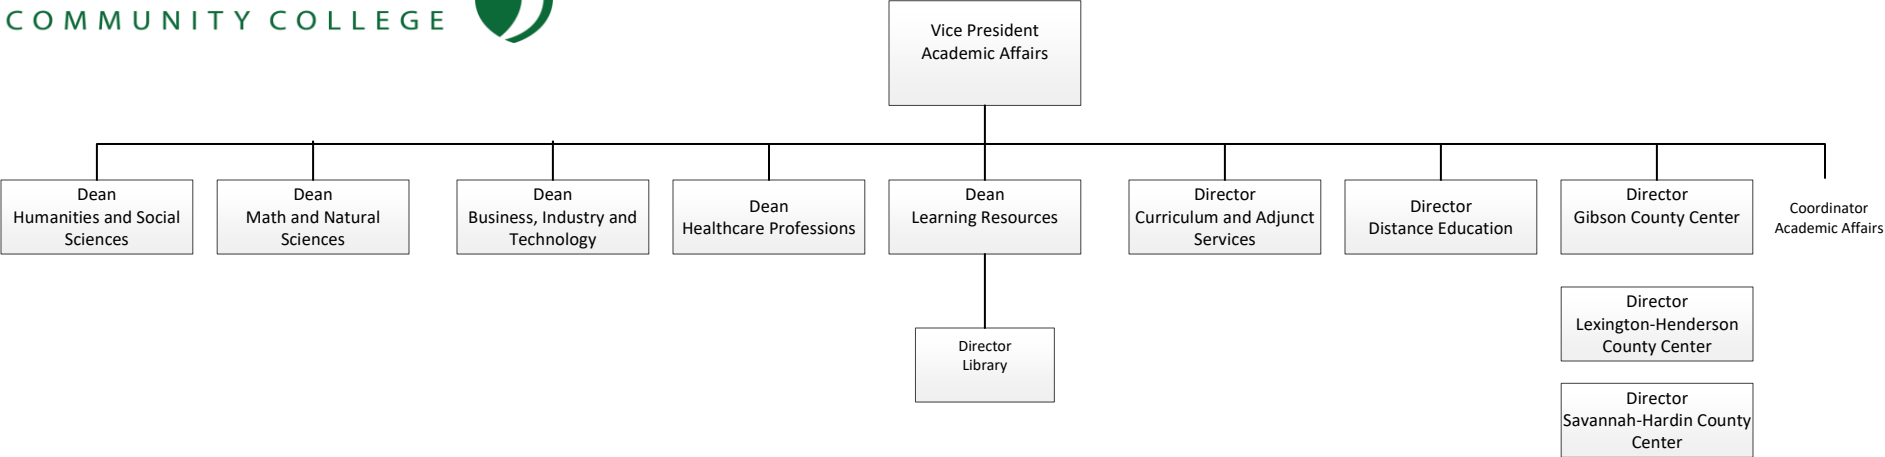 COMMUNITY COLLEGE
Vice President
Academic Affairs
Dean
Humanities and Social
Sciences
Dean
Math and Natural
Sciences
Dean
Business, Industry and
Technology
Dean
Healthcare Professions
Dean
Learning Resources
Director
Curriculum and Adjunct
Services
Director
Distance Education
Director
Gibson County Center
Coordinator
Academic Affairs
Director
Lexington-Henderson
County Center
Director
Library
Director
Savannah-Hardin County
Center